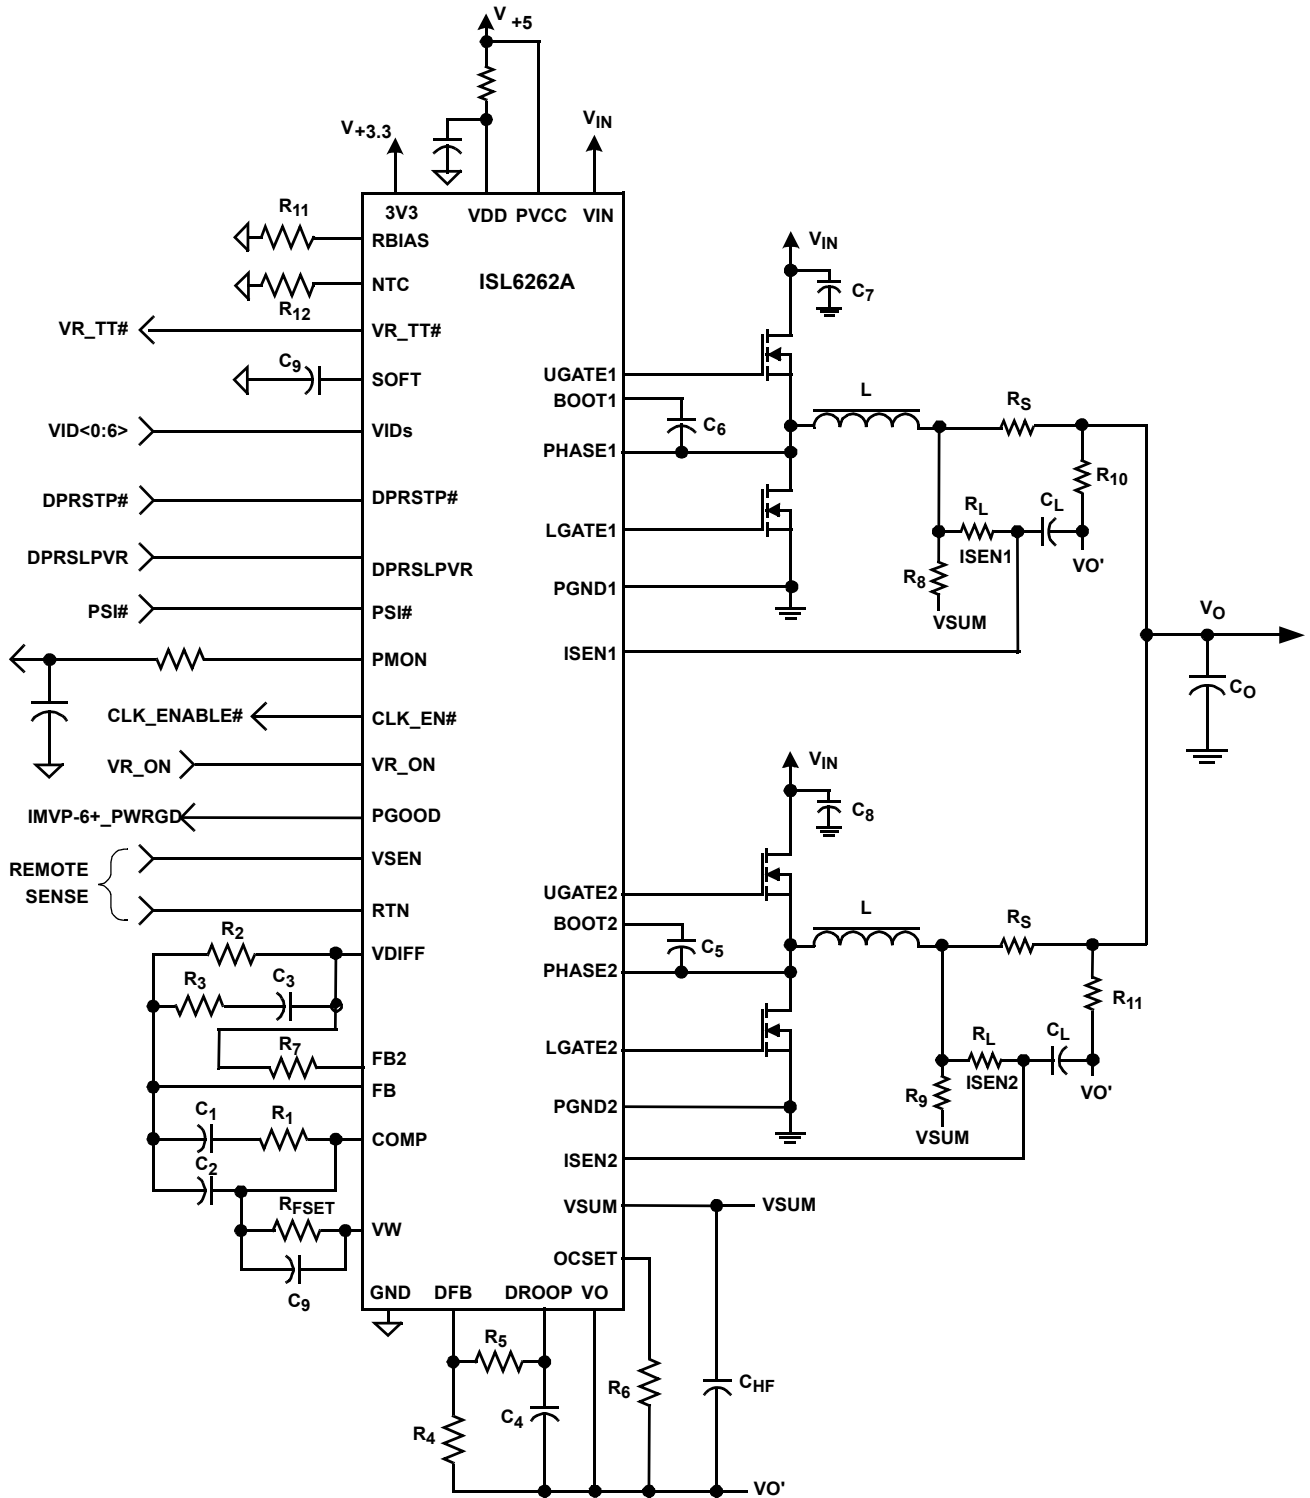 V +5
V+3.3
VIN
3V3
VDD PVCC VIN
R11
RBIAS
ISL6262A
NTC
R12
VR_TT#
VR_TT#
C9
SOFT
VID<0:6>
VIDs
DPRSTP#
DPRSTP#
DPRSLPVR
DPRSLPVR
PSI#
PSI#
PMON
CLK_ENABLE#
CLK_EN#
VR_ON
VR_ON
IMVP-6+_PWRGD
PGOOD
REMOTE
SENSE
VSEN
RTN
R2
VDIFF
R3
C3
R7
FB2
FB
C1
R1
COMP
C2
RFSET
VW
C9
GND
DFB
DROOP
VO
R5
R4
C4
R6
CHF
VO'
VIN
C7
UGATE1
BOOT1
C6
PHASE1
L
RS
R10
LGATE1
RL
CL
ISEN1
VO'
R8
VSUM
PGND1
ISEN1
VO
CO
VIN
C8
UGATE2
BOOT2
C5
PHASE2
L
RS
R11
LGATE2
RL
CL
ISEN2
VO'
R9
VSUM
PGND2
ISEN2
VSUM
VSUM
OCSET